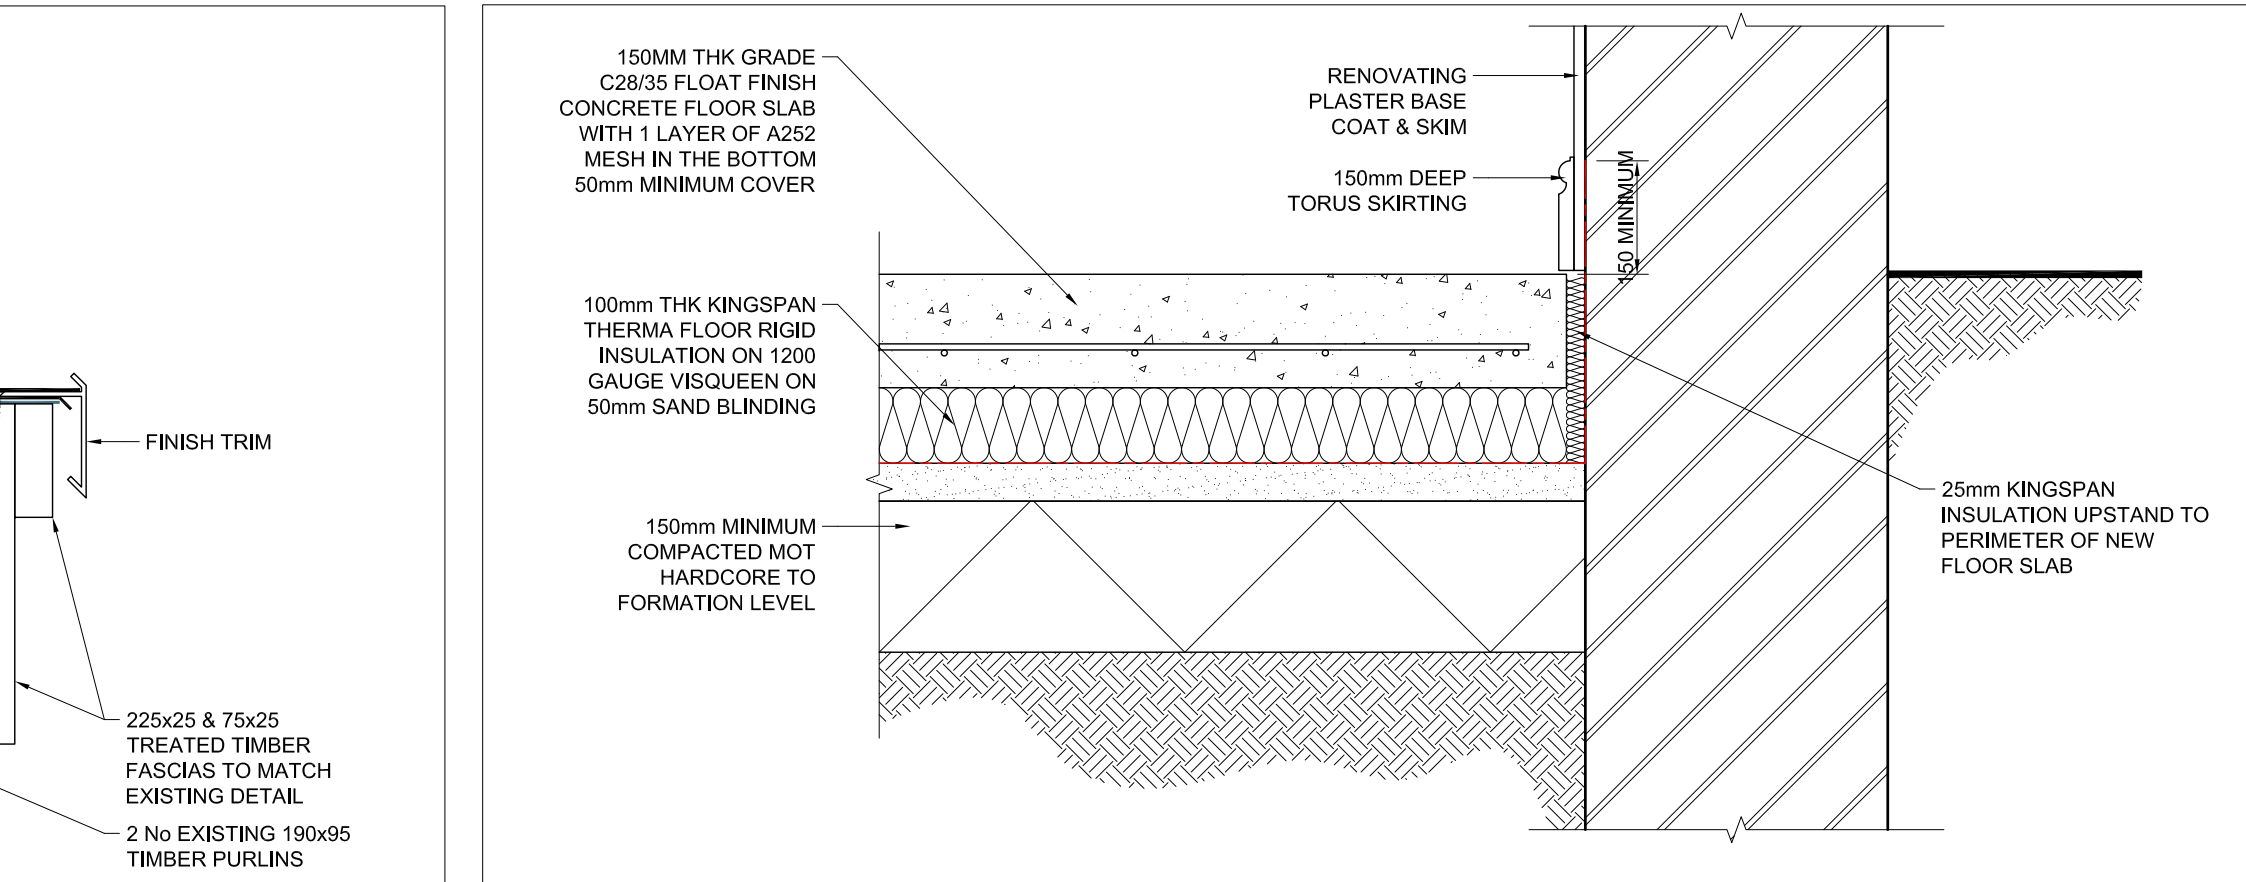 FINISH TRIM
225x25 & 75x25
TREATED TIMBER
FASCIAS TO MATCH
EXISTING DETAIL
2 No EXISTING 190x95
TIMBER PURLINS
150MM THK GRADE
C28/35 FLOAT FINISH
CONCRETE FLOOR SLAB
WITH 1 LAYER OF A252
MESH IN THE BOTTOM
50mm MINIMUM COVER
100mm THK KINGSPAN
THERMA FLOOR RIGID
INSULATION ON 1200
GAUGE VISQUEEN ON
50mm SAND BLINDING
150mm MINIMUM
COMPACTED MOT
HARDCORE TO
FORMATION LEVEL
RENOVATING
PLASTER BASE
COAT & SKIM
150mm DEEP
TORUS SKIRTING
150 MINIMUM
25mm KINGSPAN
INSULATION UPSTAND TO
PERIMETER OF NEW
FLOOR SLAB